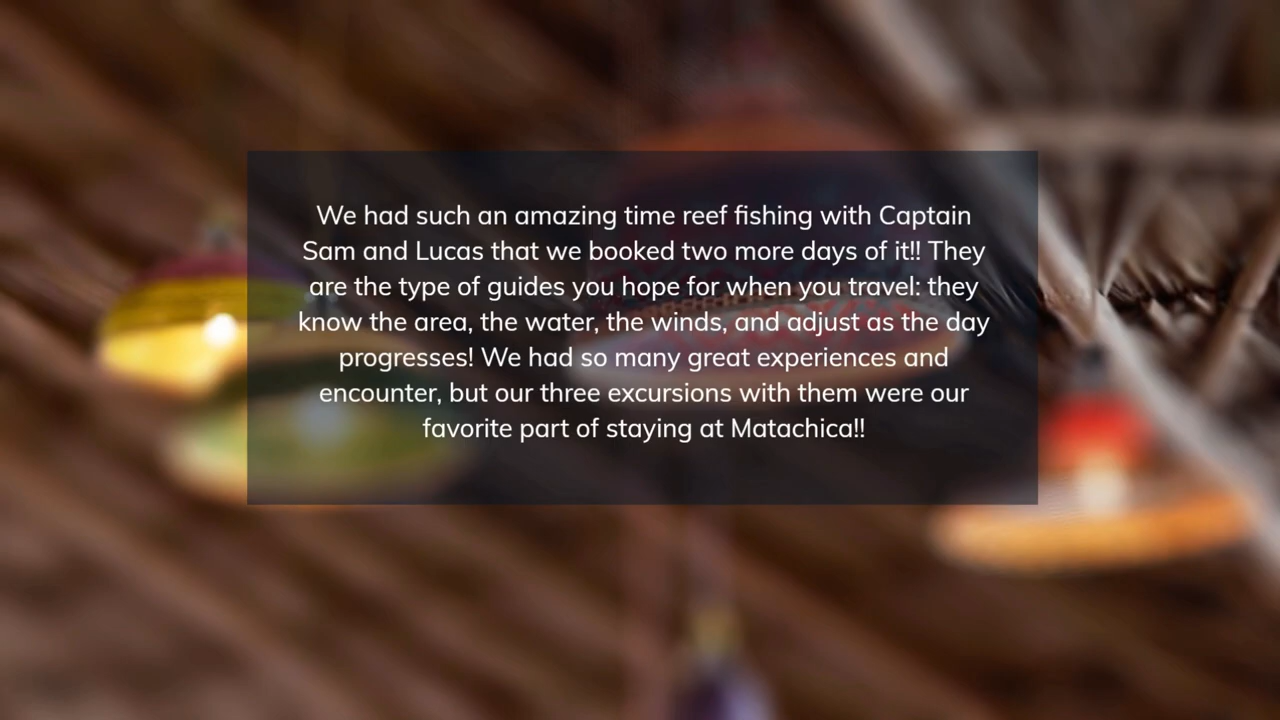 We had such an amazing time reef fishing with Captain
Sam and Lucas that we booked two more days of it!! They
are the type of guides you hope for when you travel: they
know the area, the water, the winds, and adjust as the day
progresses! We had so many great experiences and
encounter, but our three excursions with them were our
favorite part of staying at Matachica!!